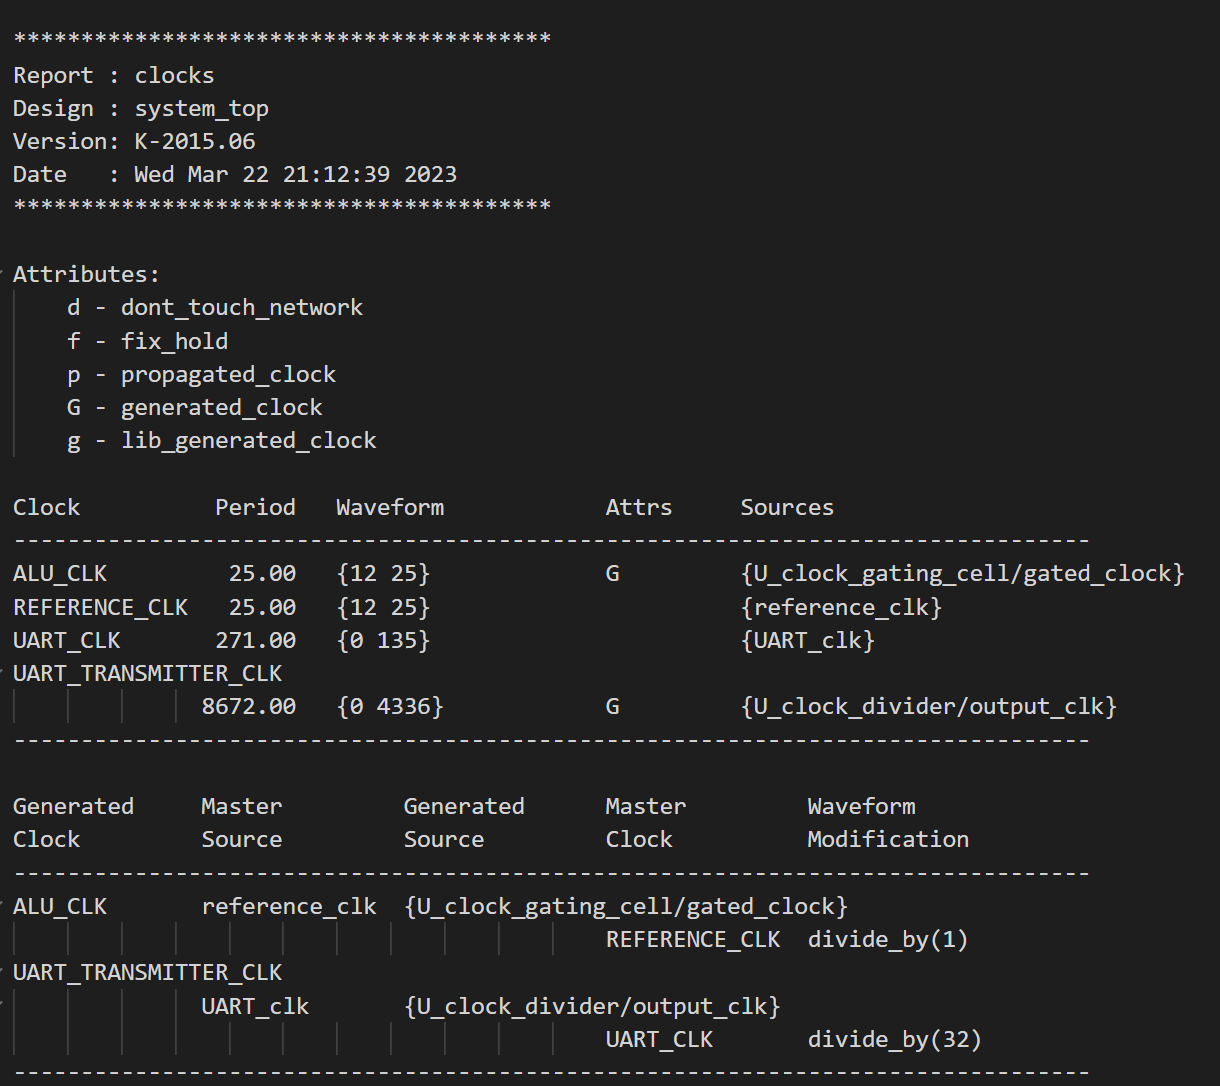 ****************************************
Report : clocks
Design : system_top
Version: K-2015.06
Date   : Wed Mar 22 21:12:39 2023
****************************************

Attributes:
    d - dont_touch_network
    f - fix_hold
    p - propagated_clock
    G - generated_clock
    g - lib_generated_clock

Clock          Period   Waveform            Attrs     Sources
--------------------------------------------------------------------------------
ALU_CLK         25.00   {12 25}             G         {U_clock_gating_cell/gated_clock}
REFERENCE_CLK   25.00   {12 25}                       {reference_clk}
UART_CLK       271.00   {0 135}                       {UART_clk}
UART_TRANSMITTER_CLK
              8672.00   {0 4336}            G         {U_clock_divider/output_clk}
--------------------------------------------------------------------------------

Generated     Master         Generated      Master         Waveform
Clock         Source         Source         Clock          Modification
--------------------------------------------------------------------------------
ALU_CLK       reference_clk  {U_clock_gating_cell/gated_clock}
                                            REFERENCE_CLK  divide_by(1)
UART_TRANSMITTER_CLK
              UART_clk       {U_clock_divider/output_clk}
                                            UART_CLK       divide_by(32)
--------------------------------------------------------------------------------